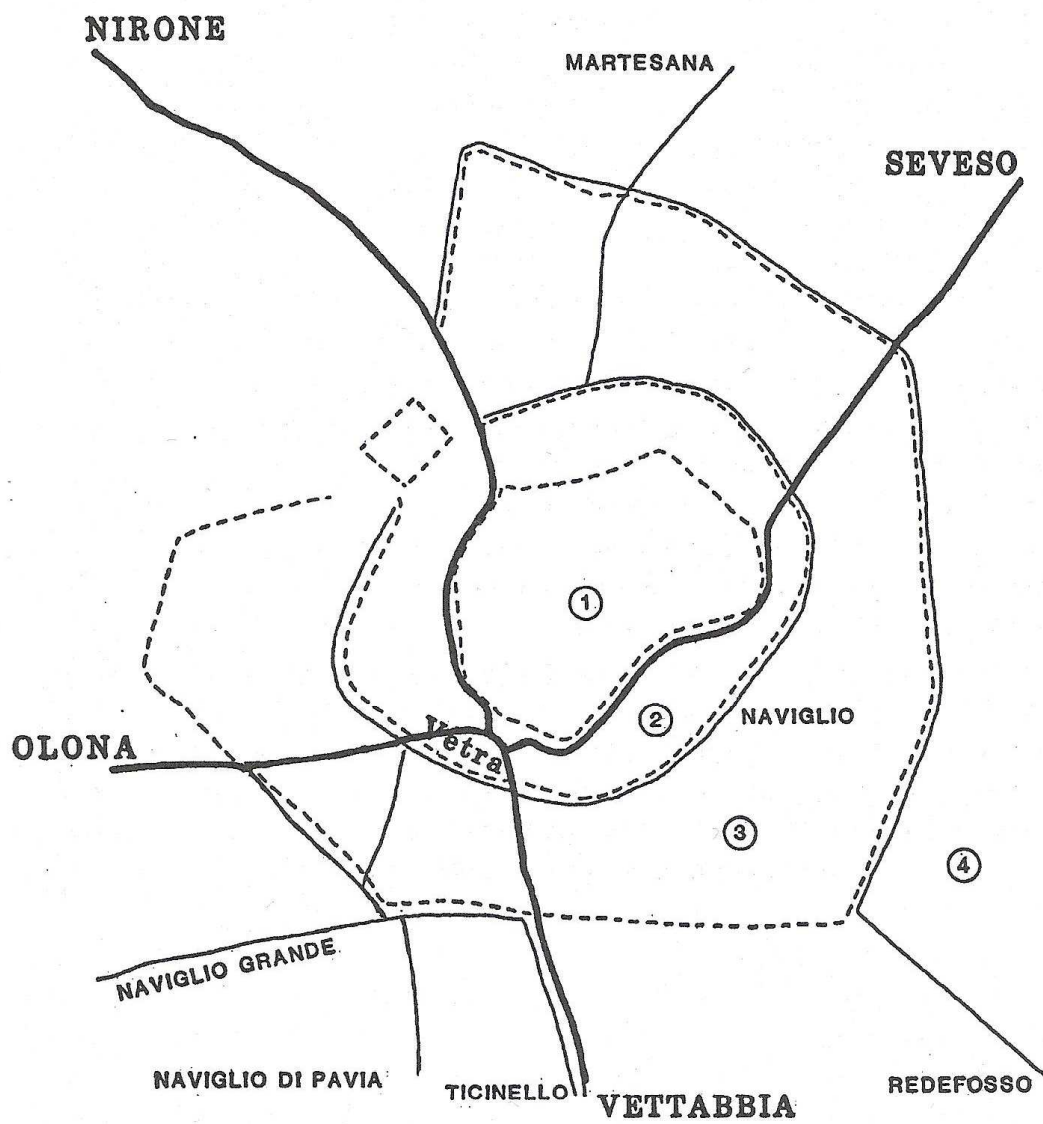 NIRONE
MARTESANA
SEVESO
1
2
NAVIGLIO
Vetra
OLONA
3
4
NAVIGLIO GRANDE
NAVIGLIO DI PAVIA
TICINELLO
VETTABBIA
REDEFOSSO